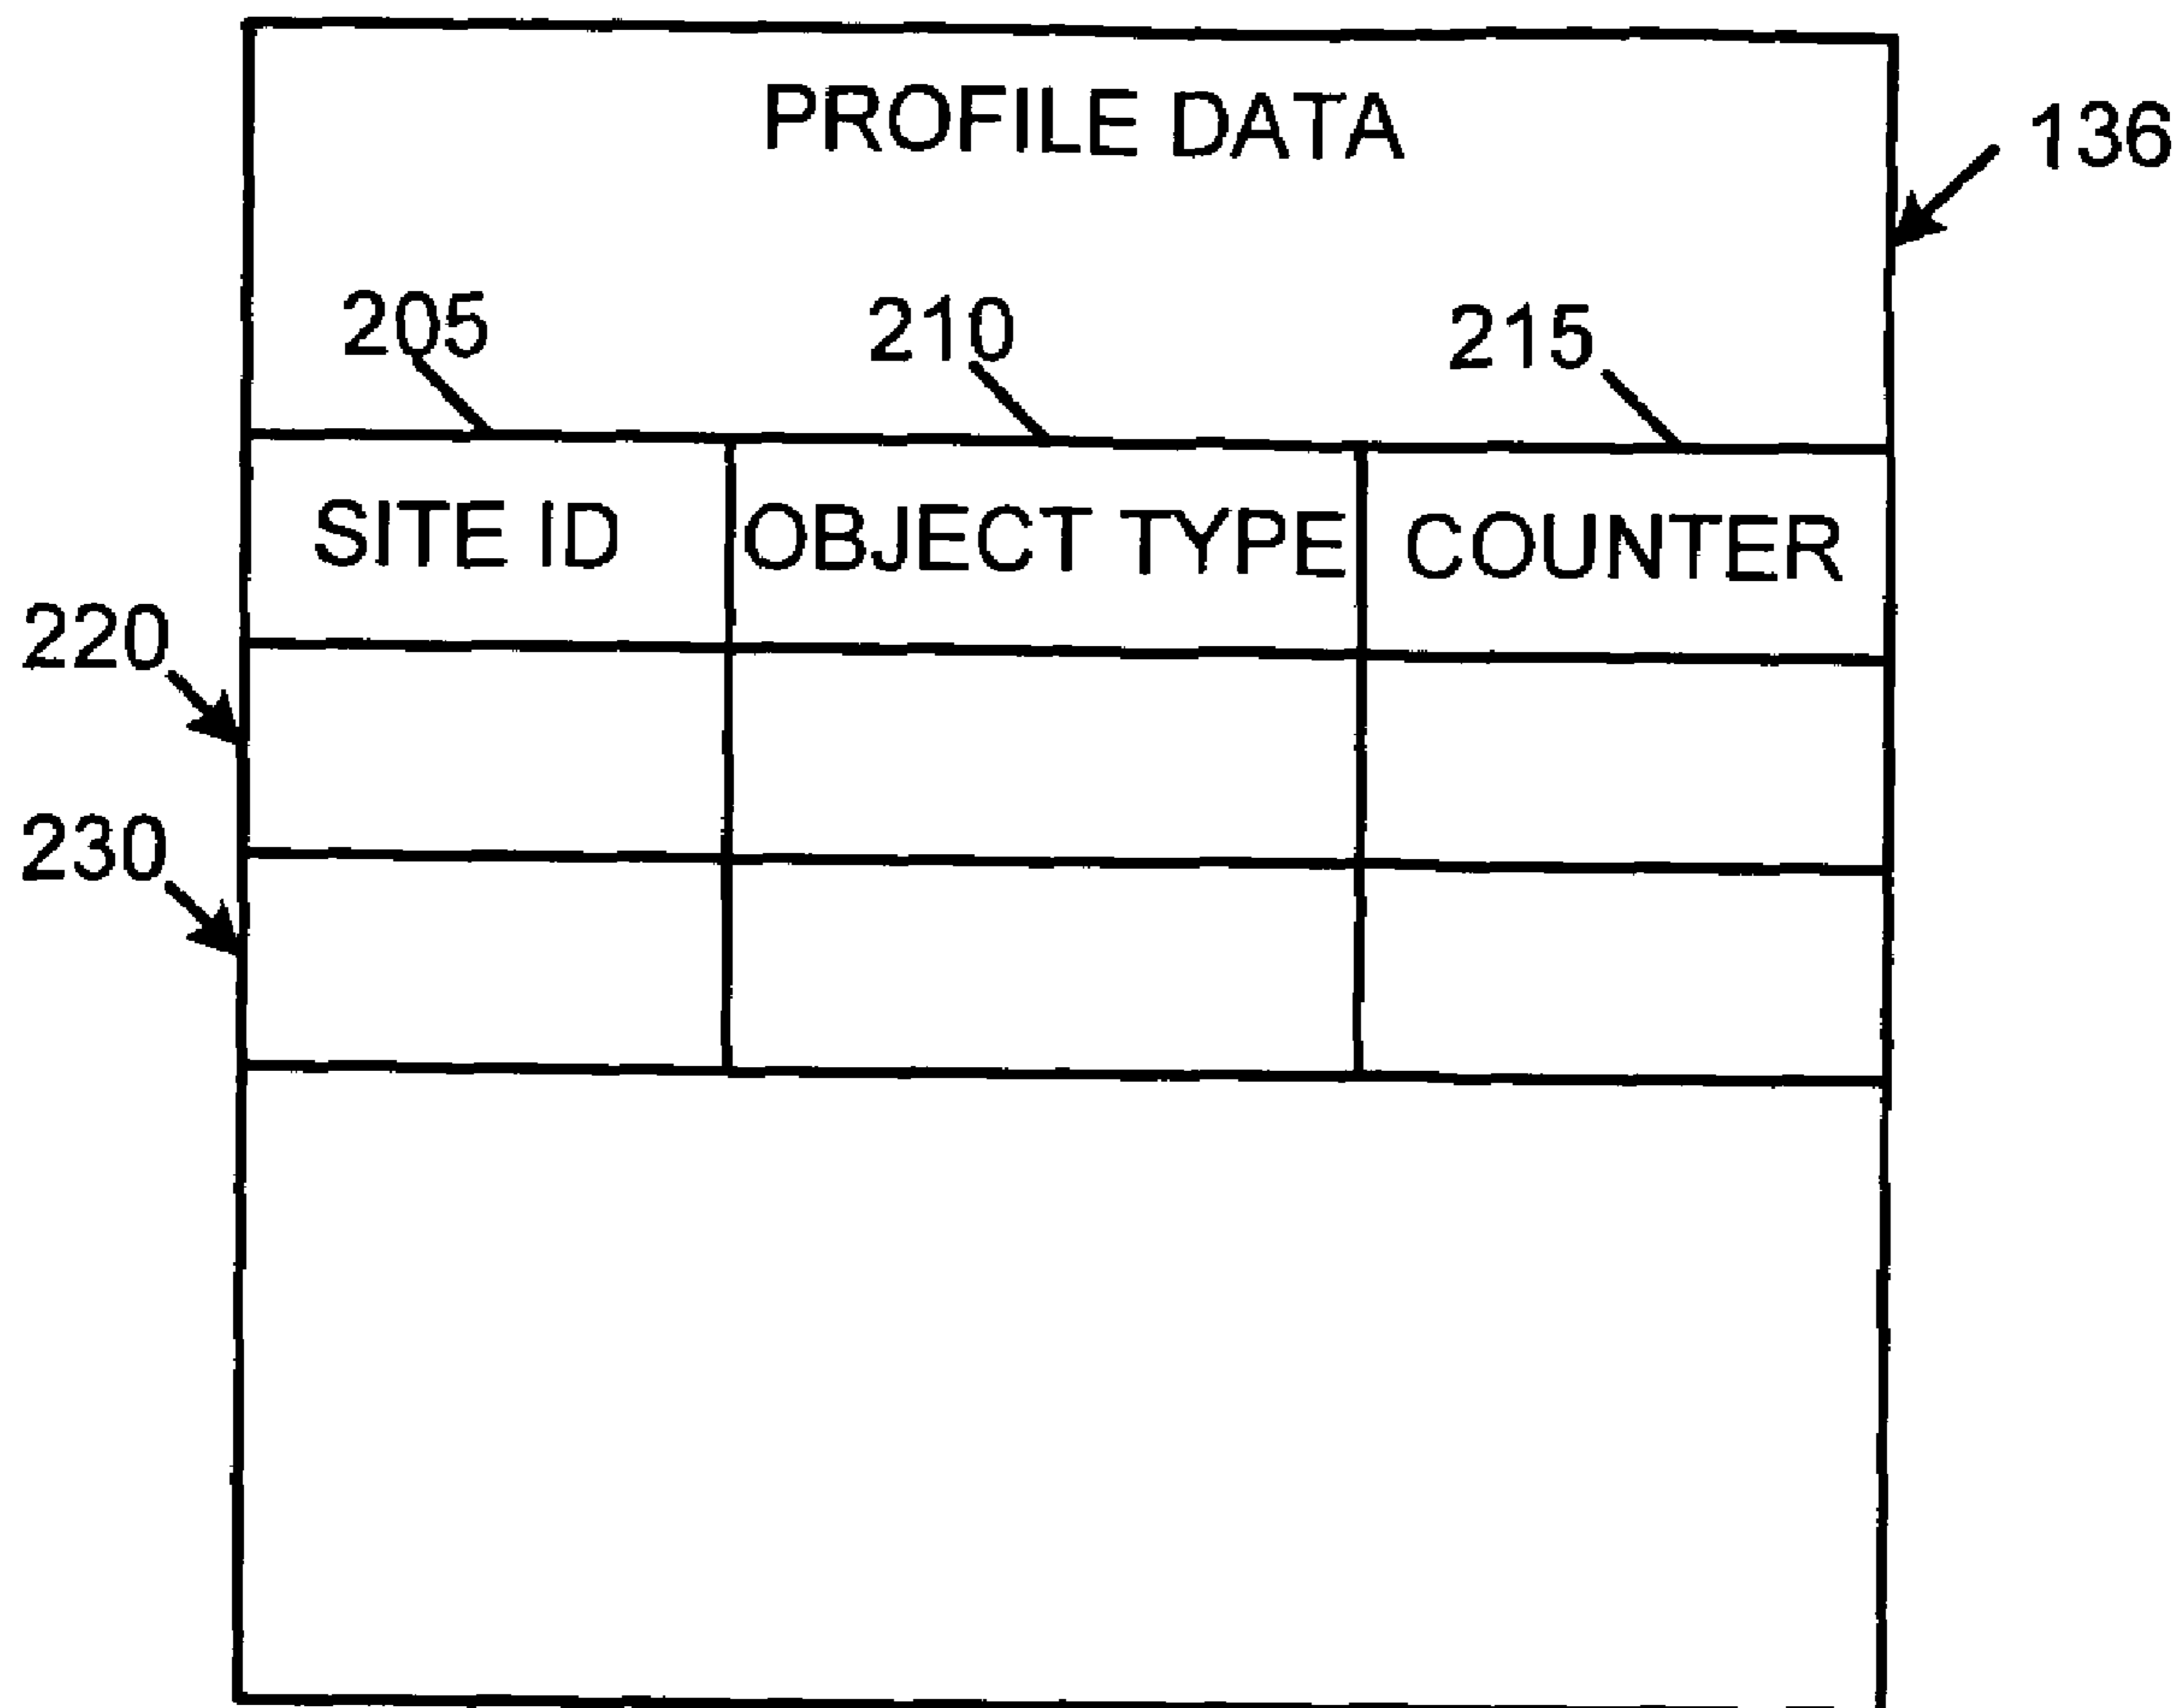 PROFILE DATA
136
205 210 215
SITE ID OBJECT TYPE COUNTER
220
230